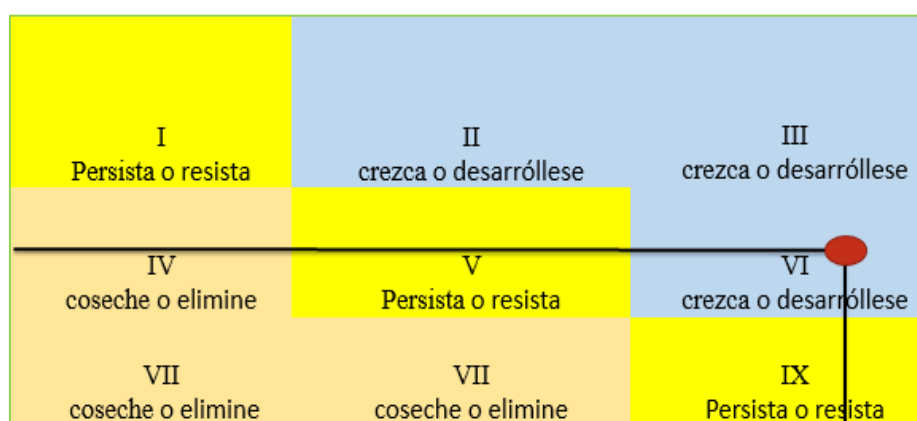 I
Persista o resista
II
crezca o desarróllese
III
crezca o desarróllese
IV
coseche o elimine
V
Persista o resista
VI
crezca o desarróllese
VII
coseche o elimine
VII
coseche o elimine
IX
Persista o resista